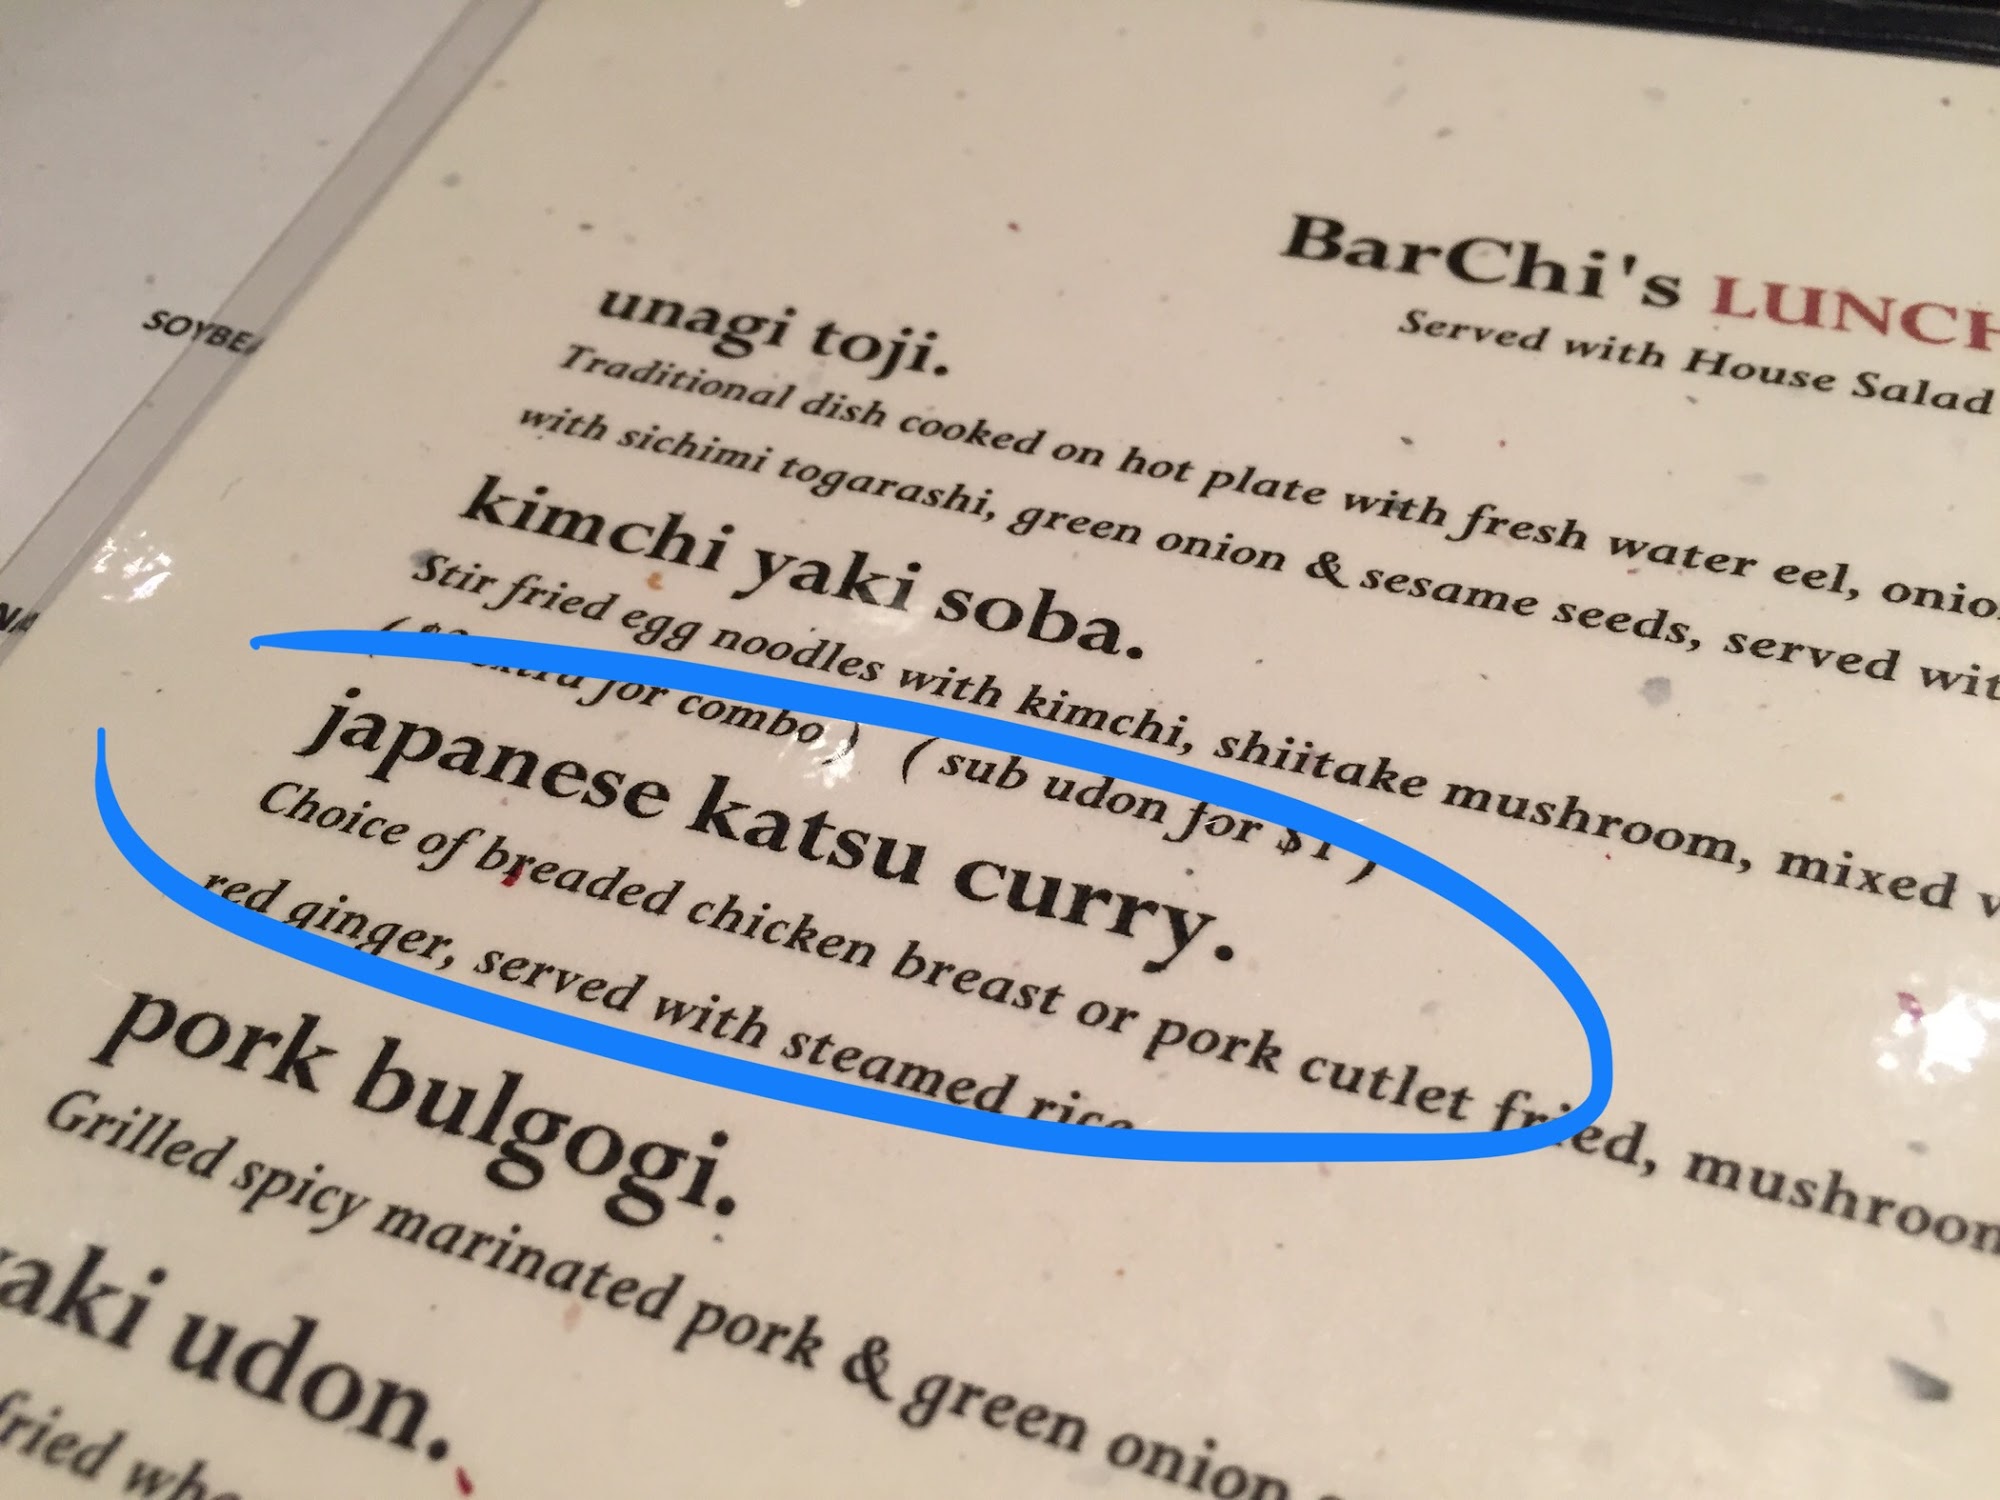 BarChi's LUNCH
Served with House Salad
SOYBE
unagi toji.
Traditional dish cooked on hot plate with fresh water eel,
with sichimi togarashi, green onion & sesame seeds, served
kimchi yaki soba.
Stir fried egg noodles with kimchi, shiitake mushroom, mixed
extra for combo ) ( sub udon for $1 )
japanese katsu curry.
Choice of breaded chicken breast or pork cutlet fried, mushroom
red ginger, served with steamed rice
pork bulgogi.
Grilled spicy marinated pork & green onion
aki udon.
fried